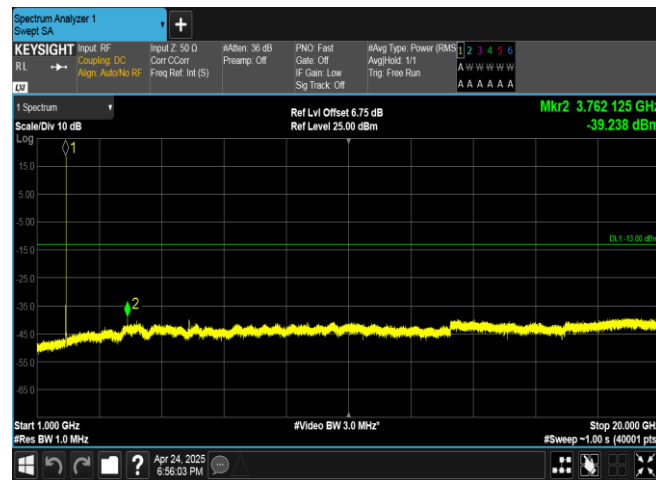 Spectrum Analyzer 1
Swept SA
+
KEYSIGHT Input: RF Input Z: 50 Ω #Atten: 36 dB PNO: Fast #Avg Type: Power (RMS 1 2 3 4 5 6
RL Coupling: DC Corr CCorr Preamp: Off Gate: Off Avg|Hold: 1/1 A W W W W W
Align: Auto/No RF Freq Ref: Int (S) IF Gain: Low Trig: Free Run
Sig Track: Off A A A A A A
LXI
1 Spectrum Ref Lvl Offset 6.75 dB Mkr2 3.762 125 GHz
Scale/Div 10 dB Ref Level 25.00 dBm -39.238 dBm
Log
1
15.0
5.00
-5.00
DL1 -13.00 dBm
-15.0
-25.0
2
-35.0
-45.0
-55.0
-65.0
Start 1.000 GHz #Video BW 3.0 MHz* Stop 20.000 GHz
#Res BW 1.0 MHz #Sweep ~1.00 s (40001 pts
? Apr 24, 2025
6:56:03 PM